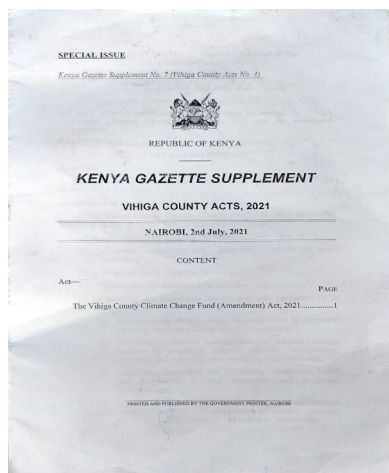 SPECIAL ISSUE
Kenya Gazette Supplement No. 7 (Vihiga County Acts No. 4)
REPUBLIC OF KENYA
KENYA GAZETTE SUPPLEMENT
VIHIGA COUNTY ACTS, 2021
NAIROBI, 2nd July, 2021
CONTENT
Act—
PAGE
The Vihiga County Climate Change Fund (Amendment) Act, 2021...............1
PRINTED AND PUBLISHED BY THE GOVERNMENT PRINTER, NAIROBI